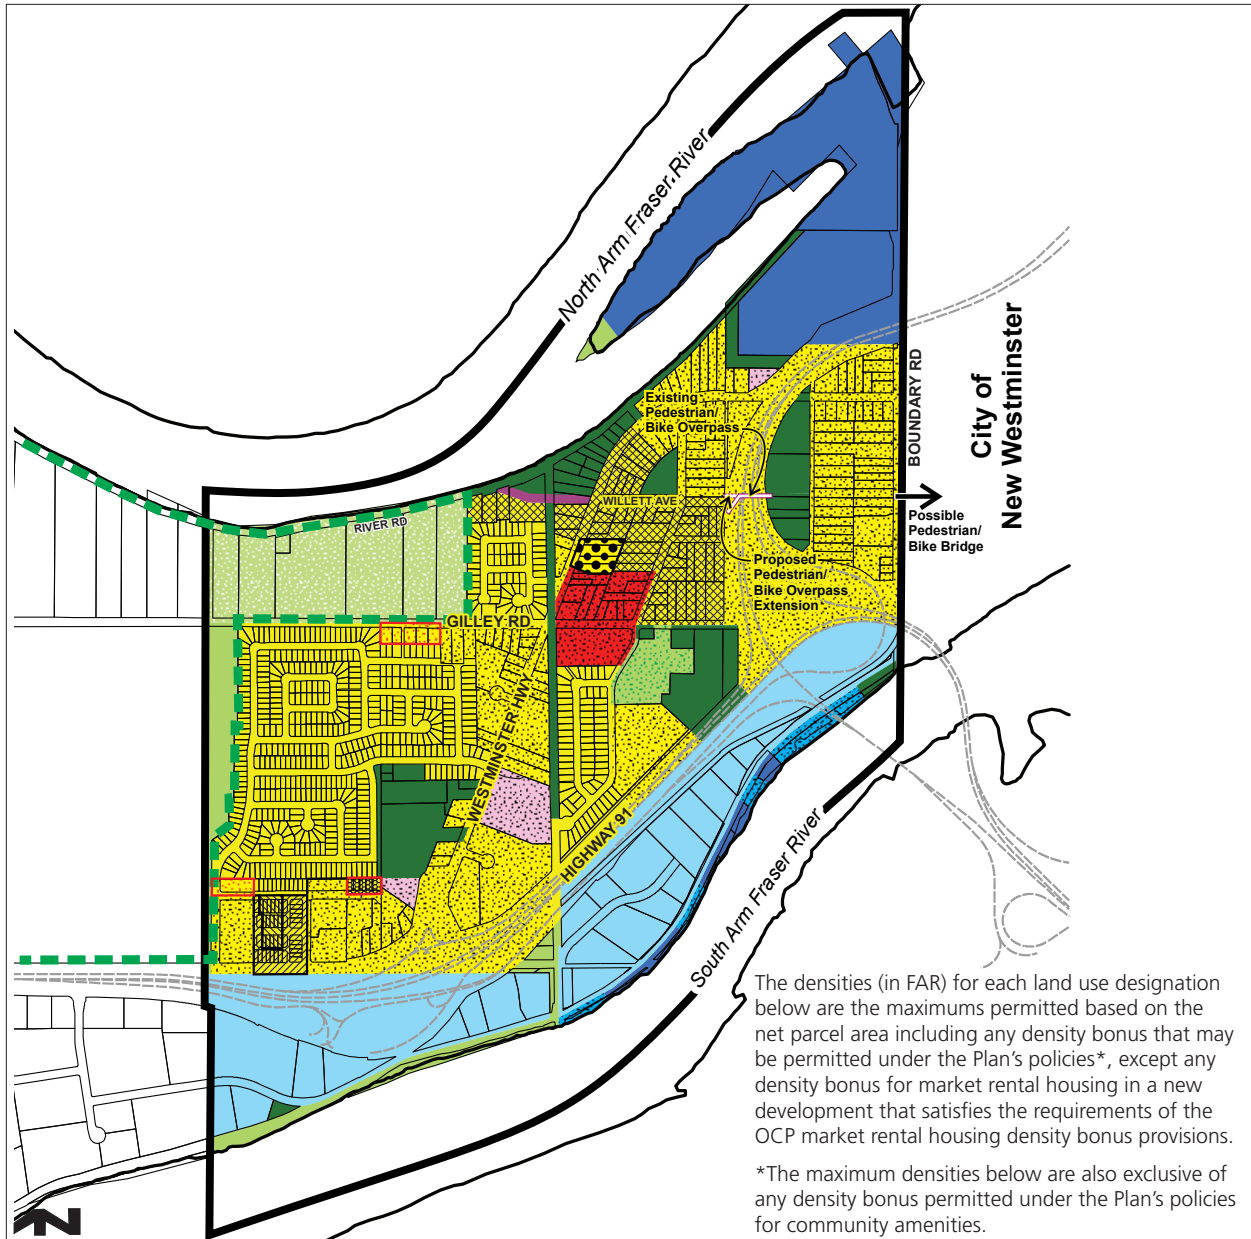 North Arm Fraser River
City of
New Westminster
BOUNDARY RD
Existing
Pedestrian/
Bike Overpass
WILLETT AVE
Possible
Pedestrian/
Bike Bridge
RIVER RD
Proposed
Pedestrian/
Bike Overpass
Extension
GILLEY RD
WESTMINSTER HWY
HIGHWAY 91
South Arm Fraser River
The densities (in FAR) for each land use designation
below are the maximums permitted based on the
net parcel area including any density bonus that may
be permitted under the Plan's policies*, except any
density bonus for market rental housing in a new
development that satisfies the requirements of the
OCP market rental housing density bonus provisions.
*The maximum densities below are also exclusive of
any density bonus permitted under the Plan's policies
for community amenities.
N